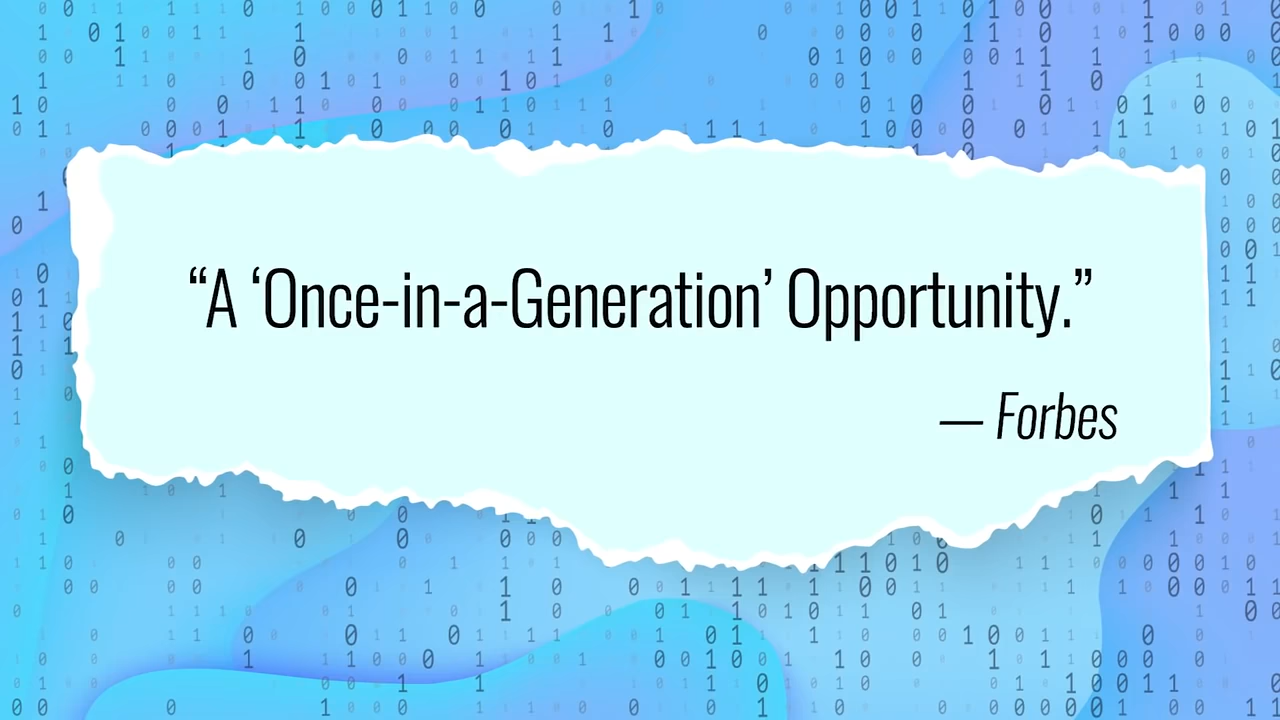 “A ‘Once-in-a-Generation’ Opportunity.”
— Forbes